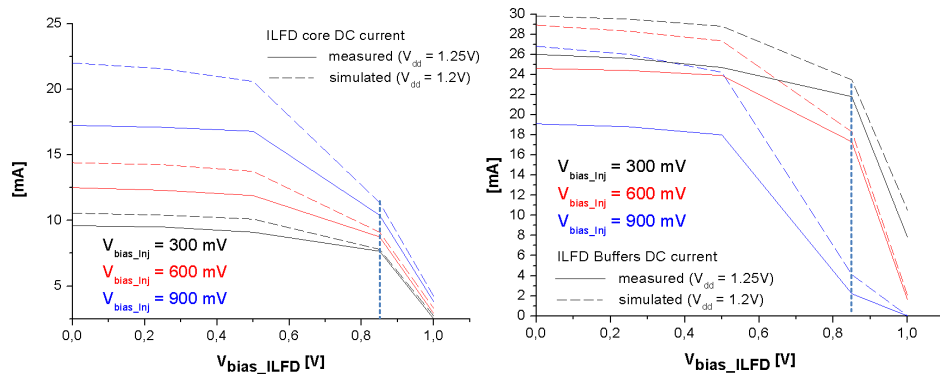 25
20
15
10
5
[mA]
ILFD core DC current
measured (Vdd = 1.25V)
simulated (Vdd = 1.2V)
Vbias_Inj = 300 mV
Vbias_Inj = 600 mV
Vbias_Inj = 900 mV
0,0 0,2 0,4 0,6 0,8 1,0
Vbias_ILFD [V]
30
28
26
24
22
20
18
16
14
12
10
8
6
4
2
0
[mA]
Vbias_Inj = 300 mV
Vbias_Inj = 600 mV
Vbias_Inj = 900 mV
ILFD Buffers DC current
measured (Vdd = 1.25V)
simulated (Vdd = 1.2V)
0,0 0,2 0,4 0,6 0,8 1,0
Vbias_ILFD [V]